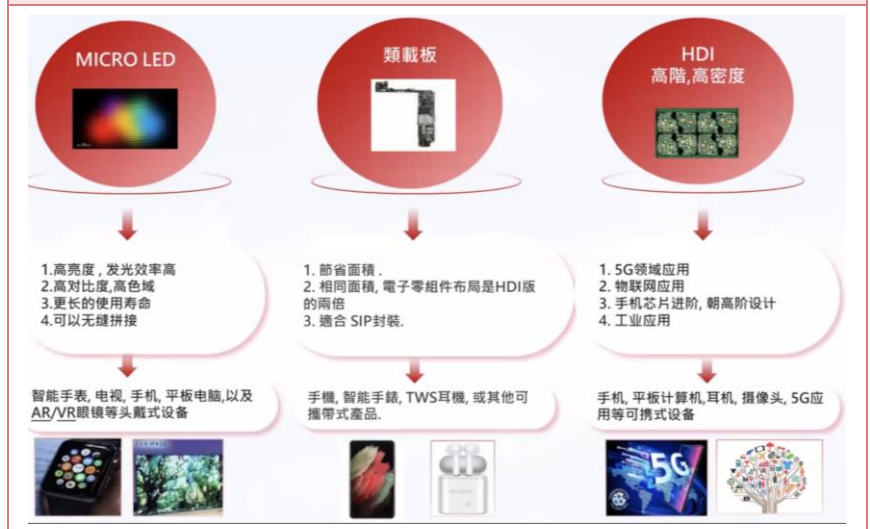 MICRO LED
1.高亮度 , 发光效率高
2.高对比度,高色域
3.更长的使用寿命
4.可以无缝拼接
智能手表, 电视, 手机, 平板电脑,以及
AR/VR眼镜等头戴式设备
類載板
1. 節省面積 .
2. 相同面積, 電子零組件布局是HDI版
的兩倍
3. 適合 SIP封裝.
手機, 智能手錶, TWS耳機, 或其他可
攜帶式產品.
HDI
高階,高密度
1. 5G领域应用
2. 物联网应用
3. 手机芯片进阶, 朝高阶设计
4. 工业应用
手机, 平板计算机,耳机, 摄像头, 5G应
用等可携式设备
5G